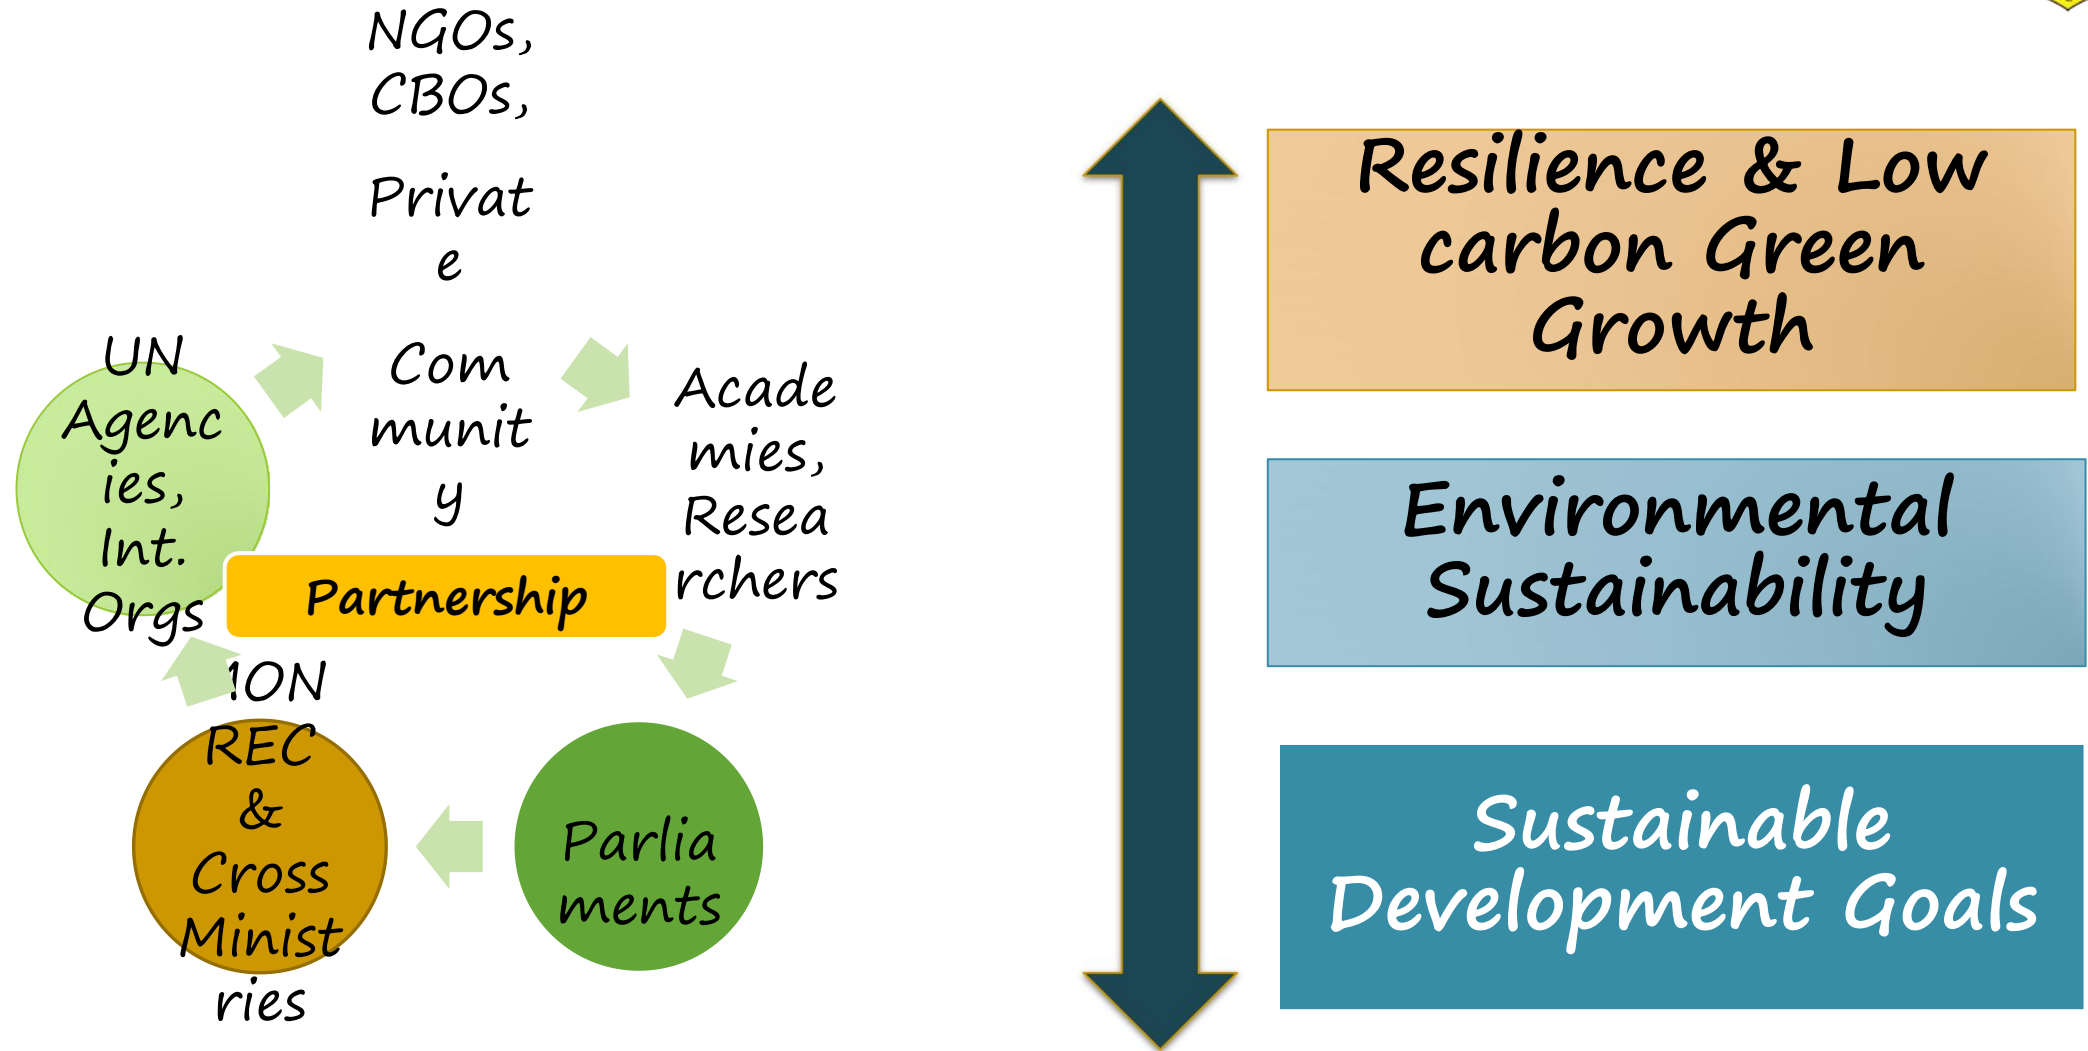 NGOs,
CBOs,
Privat
e
Com
munit
y
Acade
mies,
Resea
rchers
Parlia
ments
REC
&
Cross
Minist
ries
UN
Agenc
ies,
Int.
Orgs
Partnership
Resilience & Low
carbon Green
Growth
Environmental
Sustainability
Sustainable
Development Goals